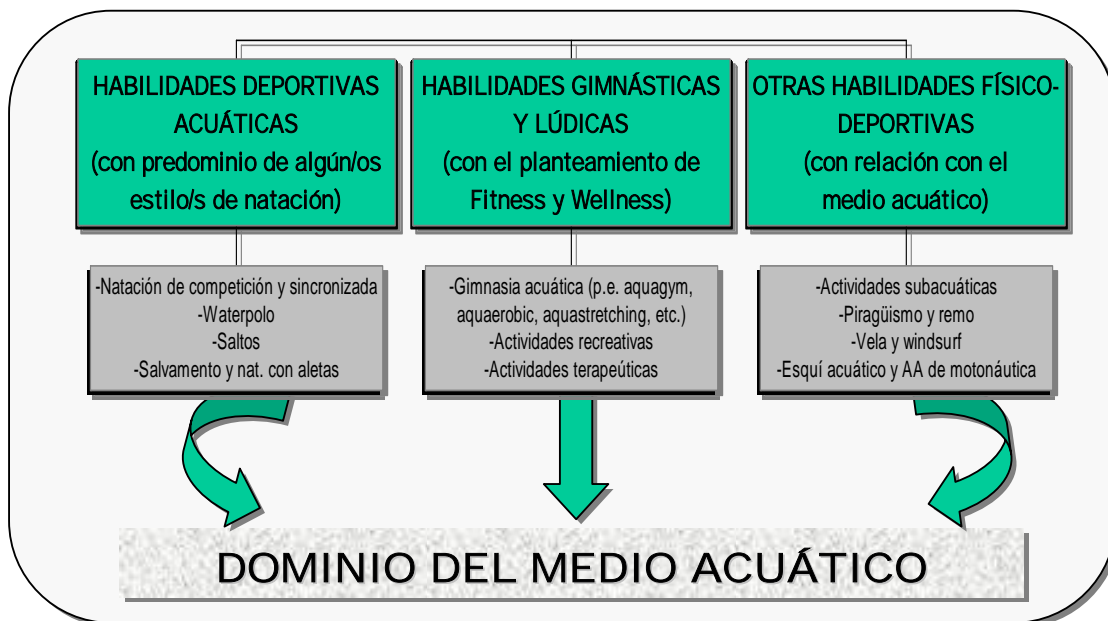 HABILIDADES DEPORTIVAS
ACUÁTICAS
(con predominio de algún/os
estilo/s de natación)
HABILIDADES GIMNÁSTICAS
Y LÚDICAS
(con el planteamiento de
Fitness y Wellness)
OTRAS HABILIDADES FÍSICO-
DEPORTIVAS
(con relación con el
medio acuático)
-Natación de competición y sincronizada
-Waterpolo
-Saltos
-Salvamento y nat. con aletas
-Gimnasia acuática (p.e. aquagym,
aquaerobic, aquastretching, etc.)
-Actividades recreativas
-Actividades terapeúticas
-Actividades subacuáticas
-Piragüismo y remo
-Vela y windsurf
-Esquí acuático y AA de motonáutica
DOMINIO DEL MEDIO ACUÁTICO